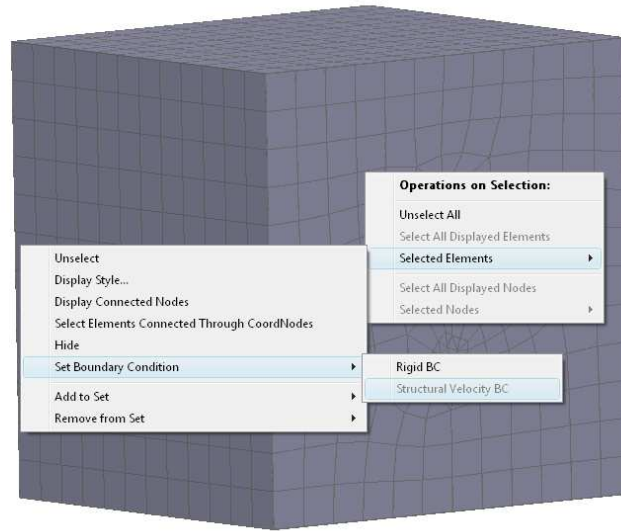 Operations on Selection:
Unselect All
Select All Displayed Elements
Selected Elements
Select All Displayed Nodes
Selected Nodes
Unselect
Display Style...
Display Connected Nodes
Select Elements Connected Through CoordNodes
Hide
Set Boundary Condition
Add to Set
Remove from Set
Rigid BC
Structural Velocity BC